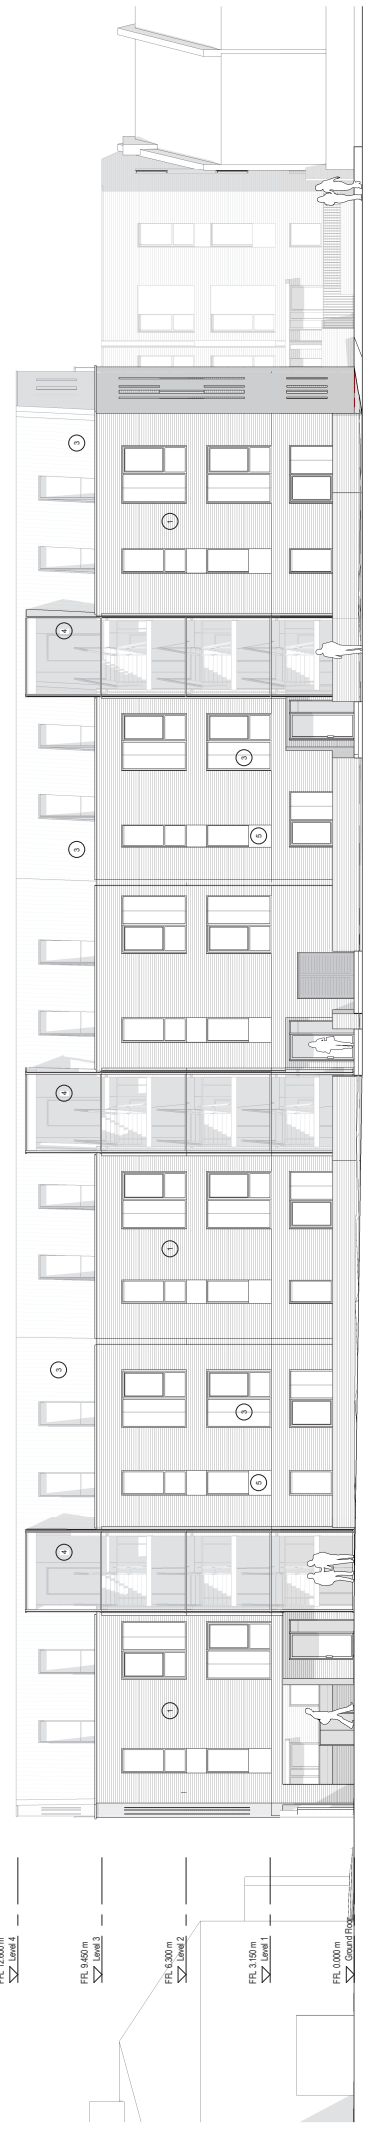 FFL 12.600 m
Level 4
4
3
4
3
4
3
FFL 9.450 m
Level 3
1
1
1
FFL 6.300 m
Level 2
3
3
5
5
FFL 3.150 m
Level 1
FFL 0.000 m
Ground Floor